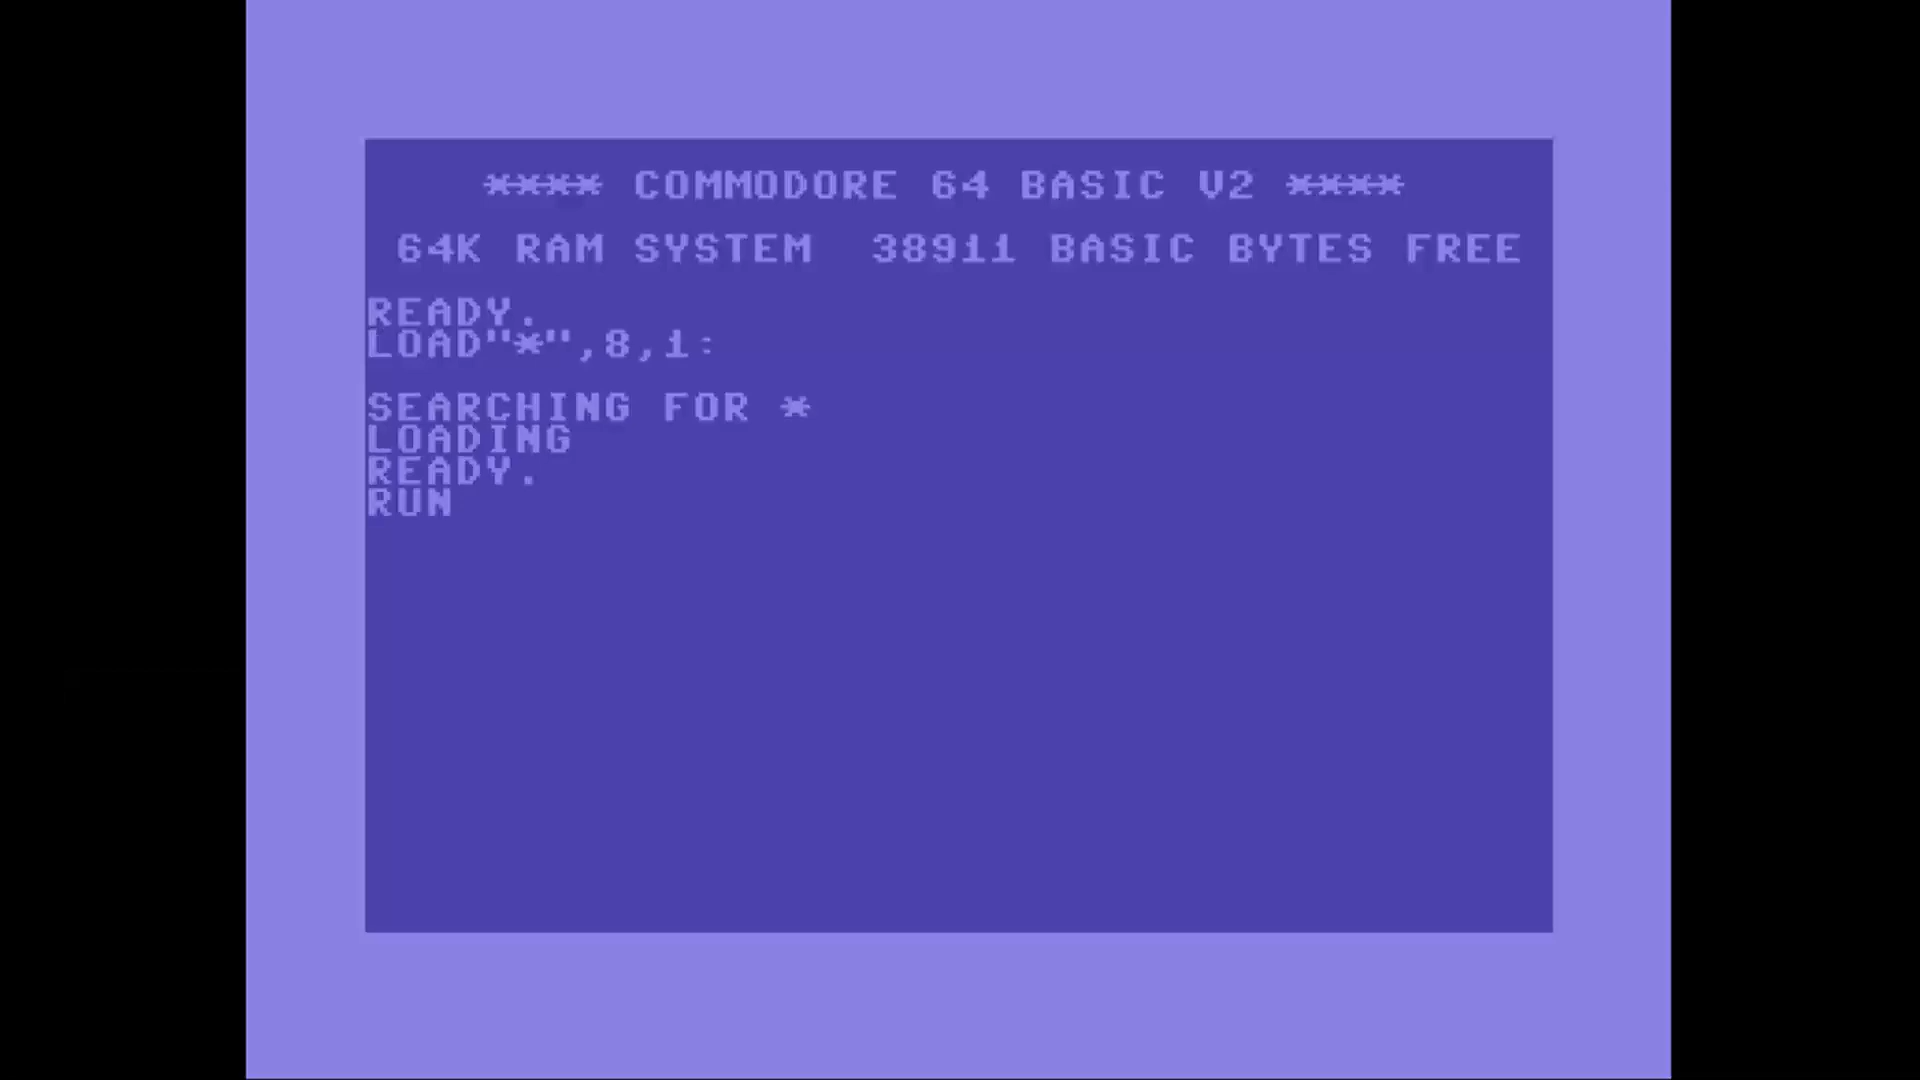 **** COMMODORE 64 BASIC V2 ****
64K RAM SYSTEM  38911 BASIC BYTES FREE
READY.
LOAD"*",8,1:
SEARCHING FOR *
LOADING
READY.
RUN